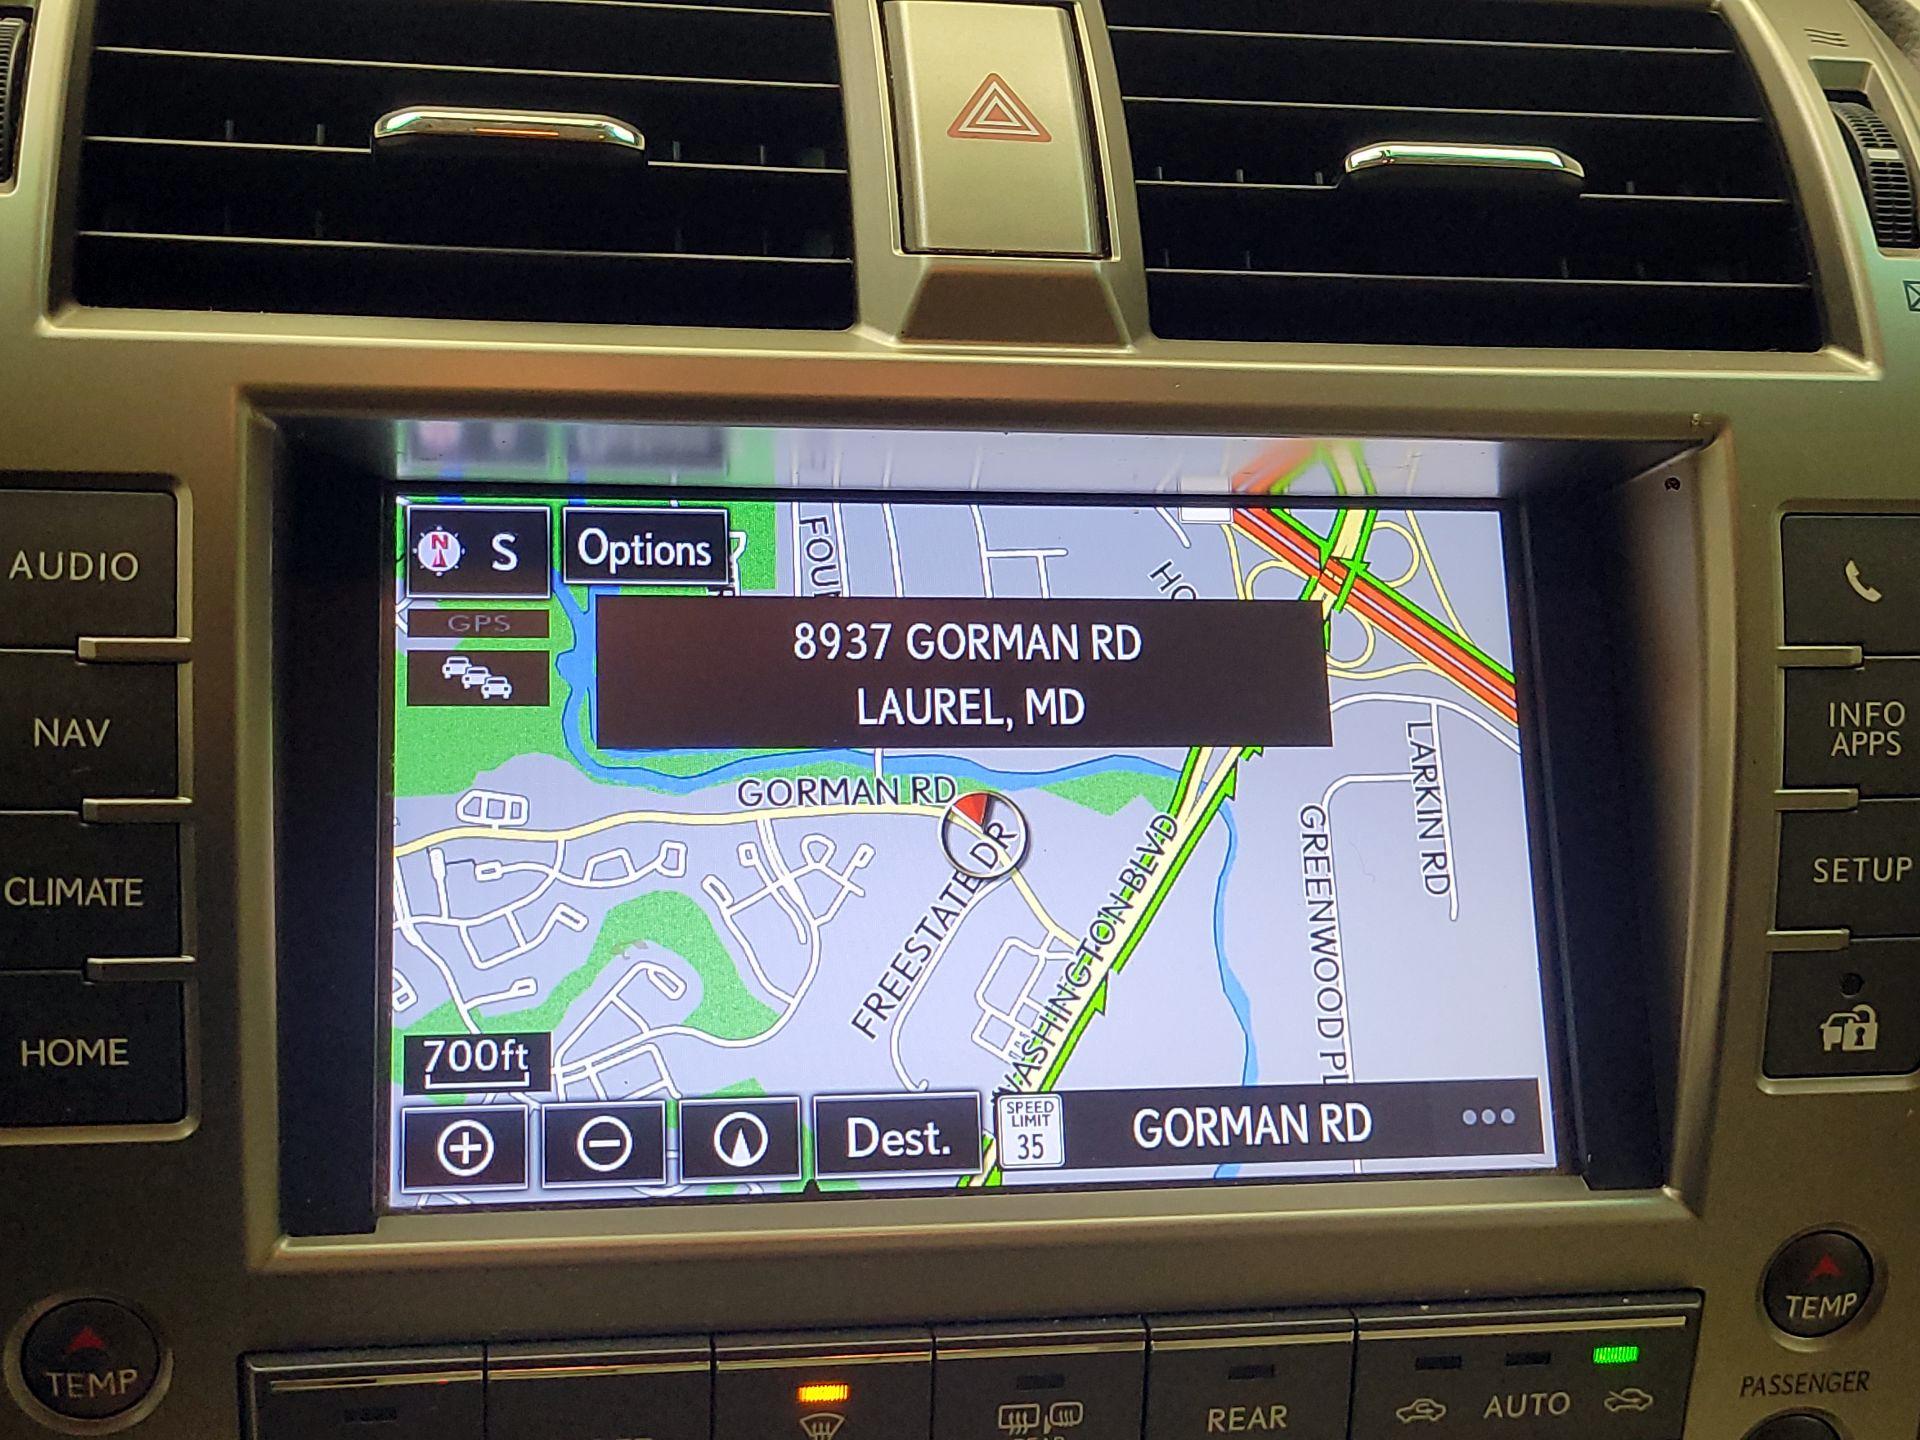 AUDIO
NAV
CLIMATE
HOME
N S
Options
GPS
8937 GORMAN RD
LAUREL, MD
GORMAN RD
FREESTATE DR
WASHINGTON BLVD
LARKIN RD
GREENWOOD PL
700ft
Dest.
SPEED
LIMIT
35
GORMAN RD
INFO
APPS
SETUP
TEMP
TEMP
PASSENGER
REAR
AUTO